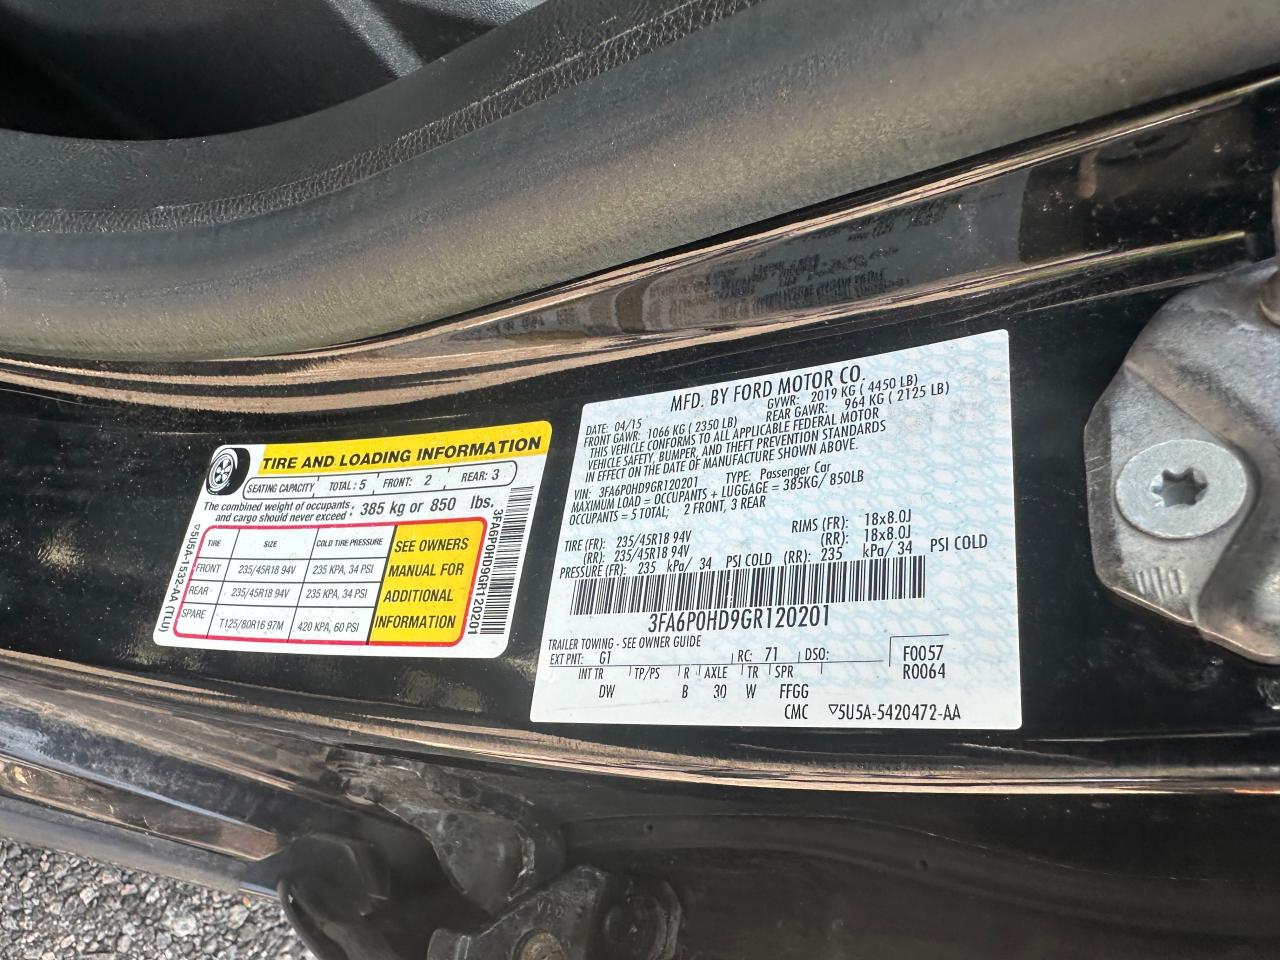 TIRE AND LOADING INFORMATION
SEATING CAPACITY TOTAL: 5 FRONT: 2 REAR: 3
The combined weight of occupants and cargo should never exceed: 385 kg or 850 lbs.
TIRE SIZE COLD TIRE PRESSURE
FRONT 235/45R18 94V 235 KPA, 34 PSI
REAR 235/45R18 94V 235 KPA, 34 PSI
SPARE T125/80R16 97M 420 KPA, 60 PSI
SEE OWNERS
MANUAL FOR
ADDITIONAL
INFORMATION
▽5U5A-1532-AA (TLU)
3FA6P0HD9GR120201
MFD. BY FORD MOTOR CO.
DATE: 04/15 GVWR: 2019 KG ( 4450 LB)
FRONT GAWR: 1066 KG ( 2350 LB) REAR GAWR: 964 KG ( 2125 LB)
THIS VEHICLE CONFORMS TO ALL APPLICABLE FEDERAL MOTOR
VEHICLE SAFETY, BUMPER, AND THEFT PREVENTION STANDARDS
IN EFFECT ON THE DATE OF MANUFACTURE SHOWN ABOVE.
VIN: 3FA6P0HD9GR120201 TYPE: Passenger Car
MAXIMUM LOAD = OCCUPANTS + LUGGAGE = 385KG/ 850LB
OCCUPANTS = 5 TOTAL; 2 FRONT, 3 REAR
TIRE (FR): 235/45R18 94V RIMS (FR): 18x8.0J
(RR): 235/45R18 94V (RR): 18x8.0J
PRESSURE (FR): 235 kPa/ 34 PSI COLD (RR): 235 kPa/ 34 PSI COLD
3FA6P0HD9GR120201
TRAILER TOWING - SEE OWNER GUIDE
EXT PNT: G1 RC: 71 DSO: F0057
INT TR TP/PS R AXLE TR SPR R0064
DW B 30 W FFGG
CMC ▽5U5A-5420472-AA